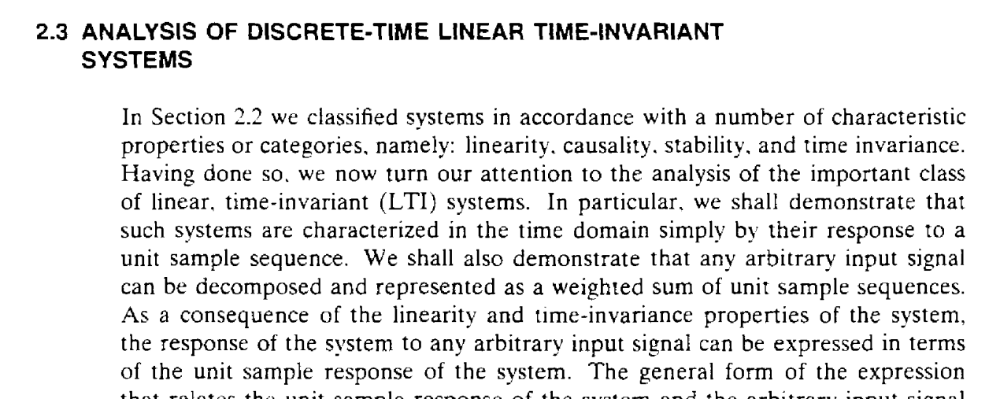 2.3 ANALYSIS OF DISCRETE-TIME LINEAR TIME-INVARIANT
SYSTEMS
In Section 2.2 we classified systems in accordance with a number of characteristic
properties or categories, namely: linearity, causality, stability, and time invariance.
Having done so, we now turn our attention to the analysis of the important class
of linear, time-invariant (LTI) systems. In particular, we shall demonstrate that
such systems are characterized in the time domain simply by their response to a
unit sample sequence. We shall also demonstrate that any arbitrary input signal
can be decomposed and represented as a weighted sum of unit sample sequences.
As a consequence of the linearity and time-invariance properties of the system,
the response of the system to any arbitrary input signal can be expressed in terms
of the unit sample response of the system. The general form of the expression
that relates the unit sample response of the system and the arbitrary input signal